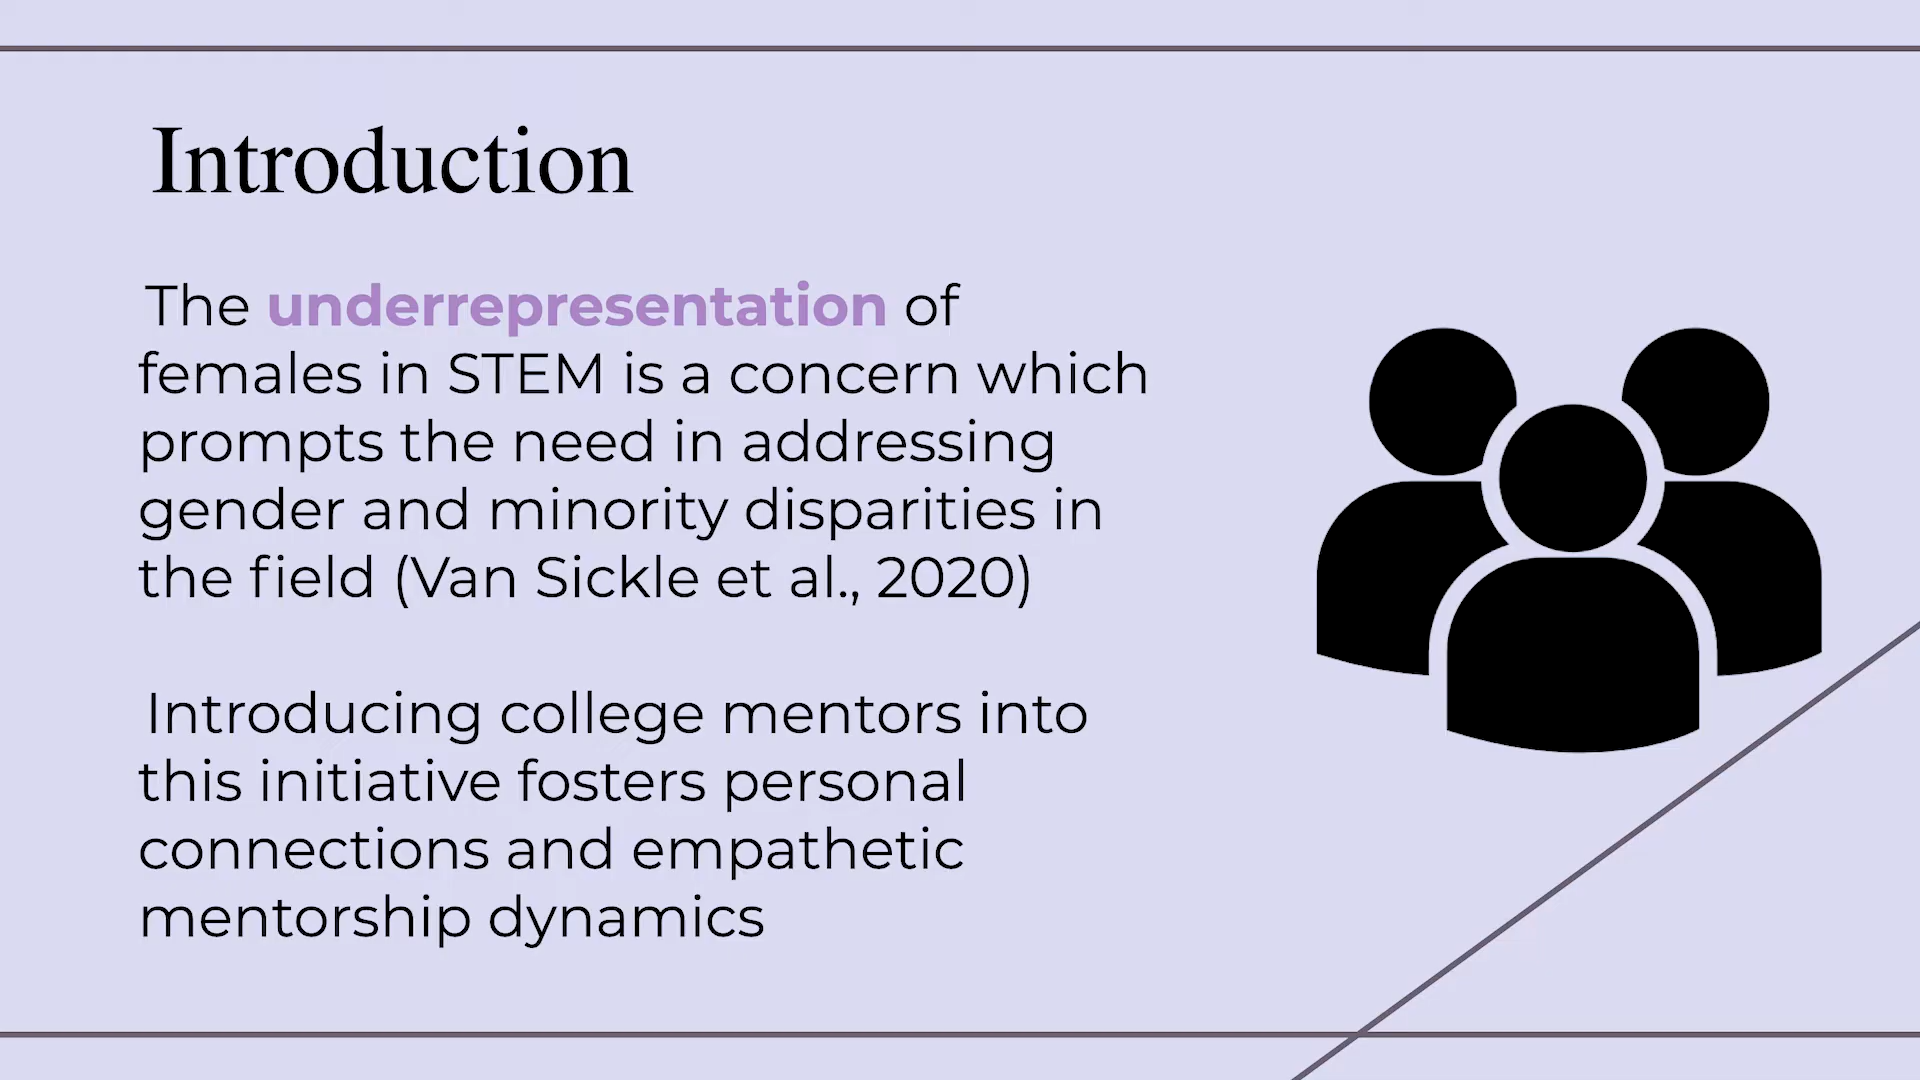 Introduction
The underrepresentation of
females in STEM is a concern which
prompts the need in addressing
gender and minority disparities in
the field (Van Sickle et al., 2020)
Introducing college mentors into
this initiative fosters personal
connections and empathetic
mentorship dynamics